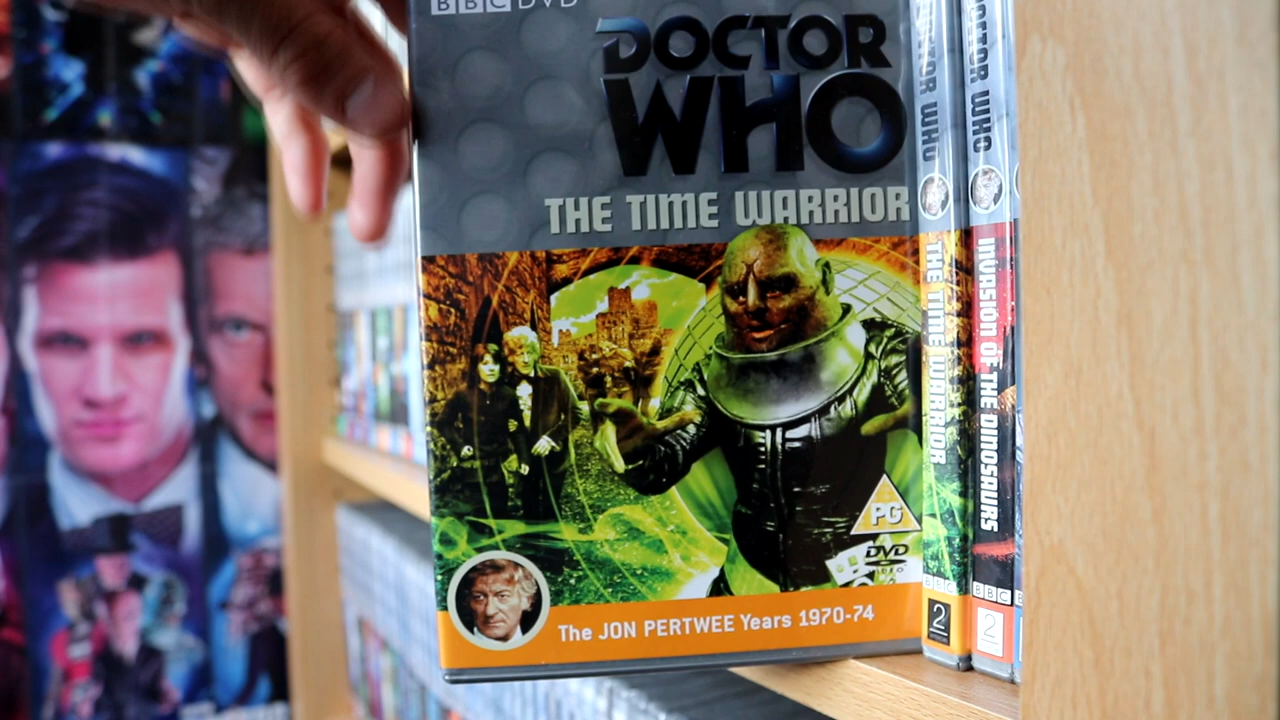 BBC DVD
DOCTOR
WHO
THE TIME WARRIOR
PG
DVD
VIDEO
The JON PERTWEE Years 1970-74
DOCTOR WHO
THE TIME WARRIOR
BBC
2
DOCTOR WHO
INVASION OF THE DINOSAURS
BBC
2